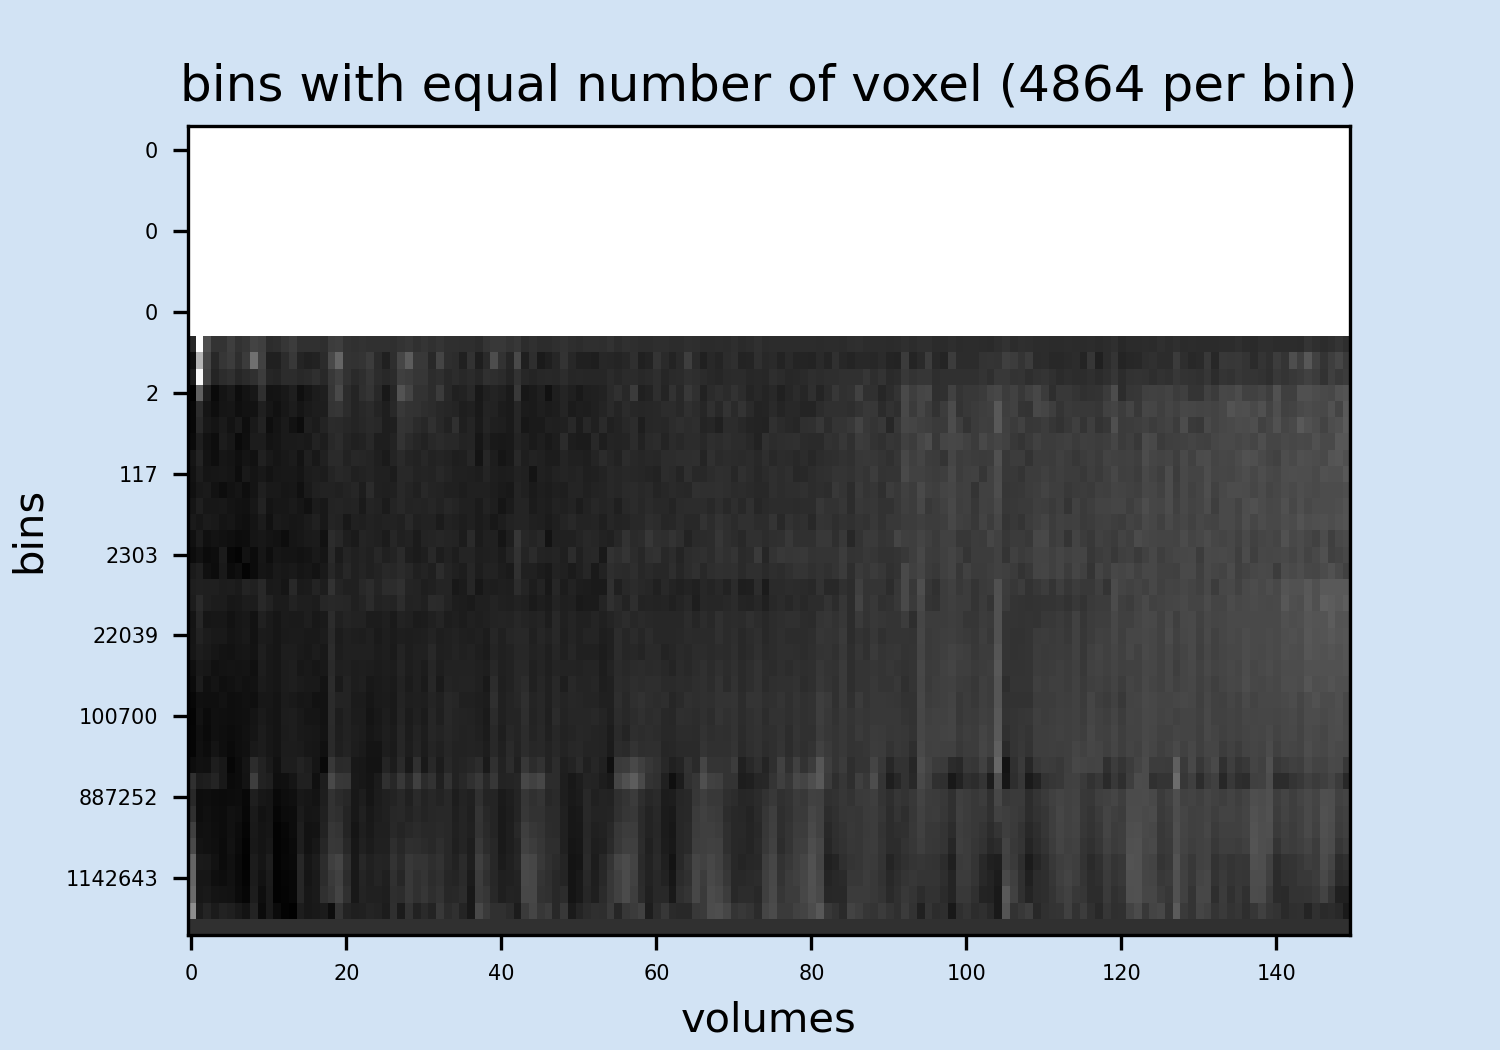 bins with equal number of voxel (4864 per bin)
0
0
0
2
117
2303
22039
100700
887252
1142643
bins
0 20 40 60 80 100 120 140
volumes